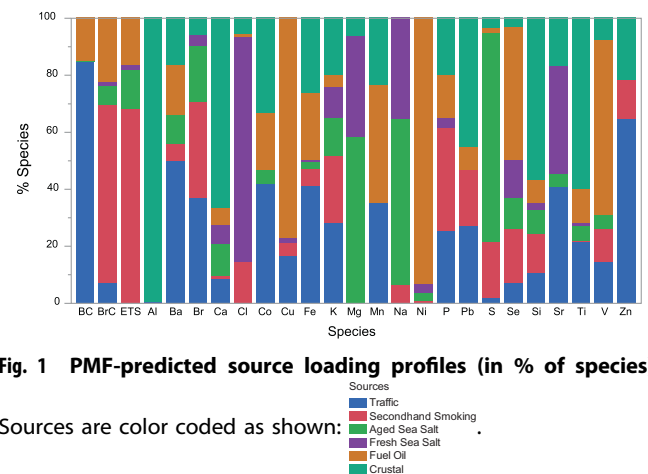 100
80
60
40
20
0
% Species
BC BrC ETS Al Ba Br Ca Cl Co Cu Fe K Mg Mn Na Ni P Pb S Se Si Sr Ti V Zn
Species
Fig. 1 PMF-predicted source loading profiles (in % of species
Sources are color coded as shown:
Sources
Traffic
Secondhand Smoking
Aged Sea Salt
Fresh Sea Salt
Fuel Oil
Crustal
.